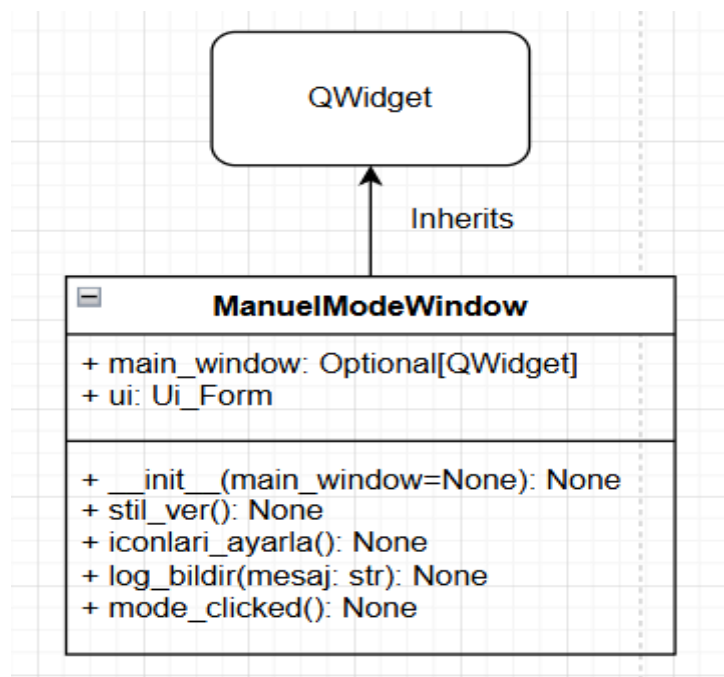 QWidget
Inherits
ManuelModeWindow
+ main_window: Optional[QWidget]
+ ui: Ui_Form
+ __init__(main_window=None): None
+ stil_ver(): None
+ iconlari_ayarla(): None
+ log_bildir(mesaj: str): None
+ mode_clicked(): None